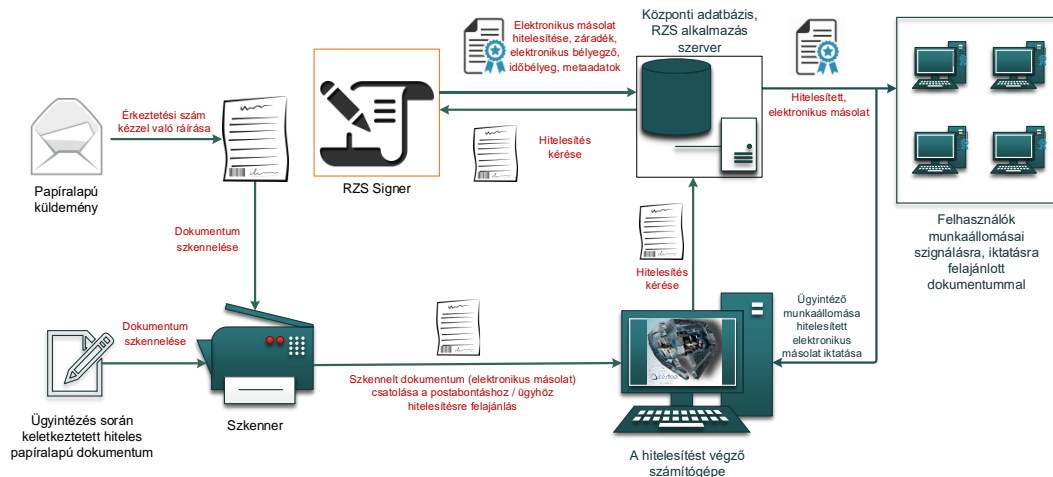 Elektronikus másolat
hitelesítése, záradék,
elektronikus bélyegző,
időbélyeg, metaadatok
Központi adatbázis,
RZS alkalmazás
szerver
Érkeztetési szám
kézzel való ráírása
Hitelesítés
kérése
Hitelesített,
elektronikus másolat
Papíralapú
küldemény
RZS Signer
Dokumentum
szkennelése
Hitelesítés
kérése
Felhasználók
munkaállomásai
szignálásra, iktatásra
felajánlott
dokumentummal
Dokumentum
szkennelése
Ügyintéző
munkaállomása
hitelesített
elektronikus
másolat iktatása
Szkennelt dokumentum (elektronikus másolat)
csatolása a postabontáshoz / ügyhöz
hitelesítésre felajánlás
Ügyintézés során
keletkeztetett hiteles
papíralapú dokumentum
Szkenner
A hitelesítést végző
számítógépe